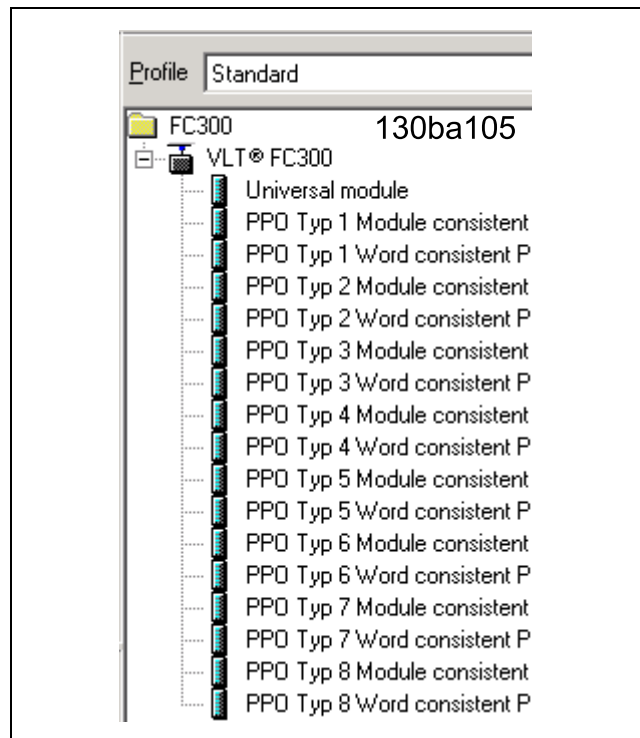 Profile Standard
FC300 130ba105
VLT® FC300
Universal module
PPO Typ 1 Module consistent
PPO Typ 1 Word consistent P
PPO Typ 2 Module consistent
PPO Typ 2 Word consistent P
PPO Typ 3 Module consistent
PPO Typ 3 Word consistent P
PPO Typ 4 Module consistent
PPO Typ 4 Word consistent P
PPO Typ 5 Module consistent
PPO Typ 5 Word consistent P
PPO Typ 6 Module consistent
PPO Typ 6 Word consistent P
PPO Typ 7 Module consistent
PPO Typ 7 Word consistent P
PPO Typ 8 Module consistent
PPO Typ 8 Word consistent P